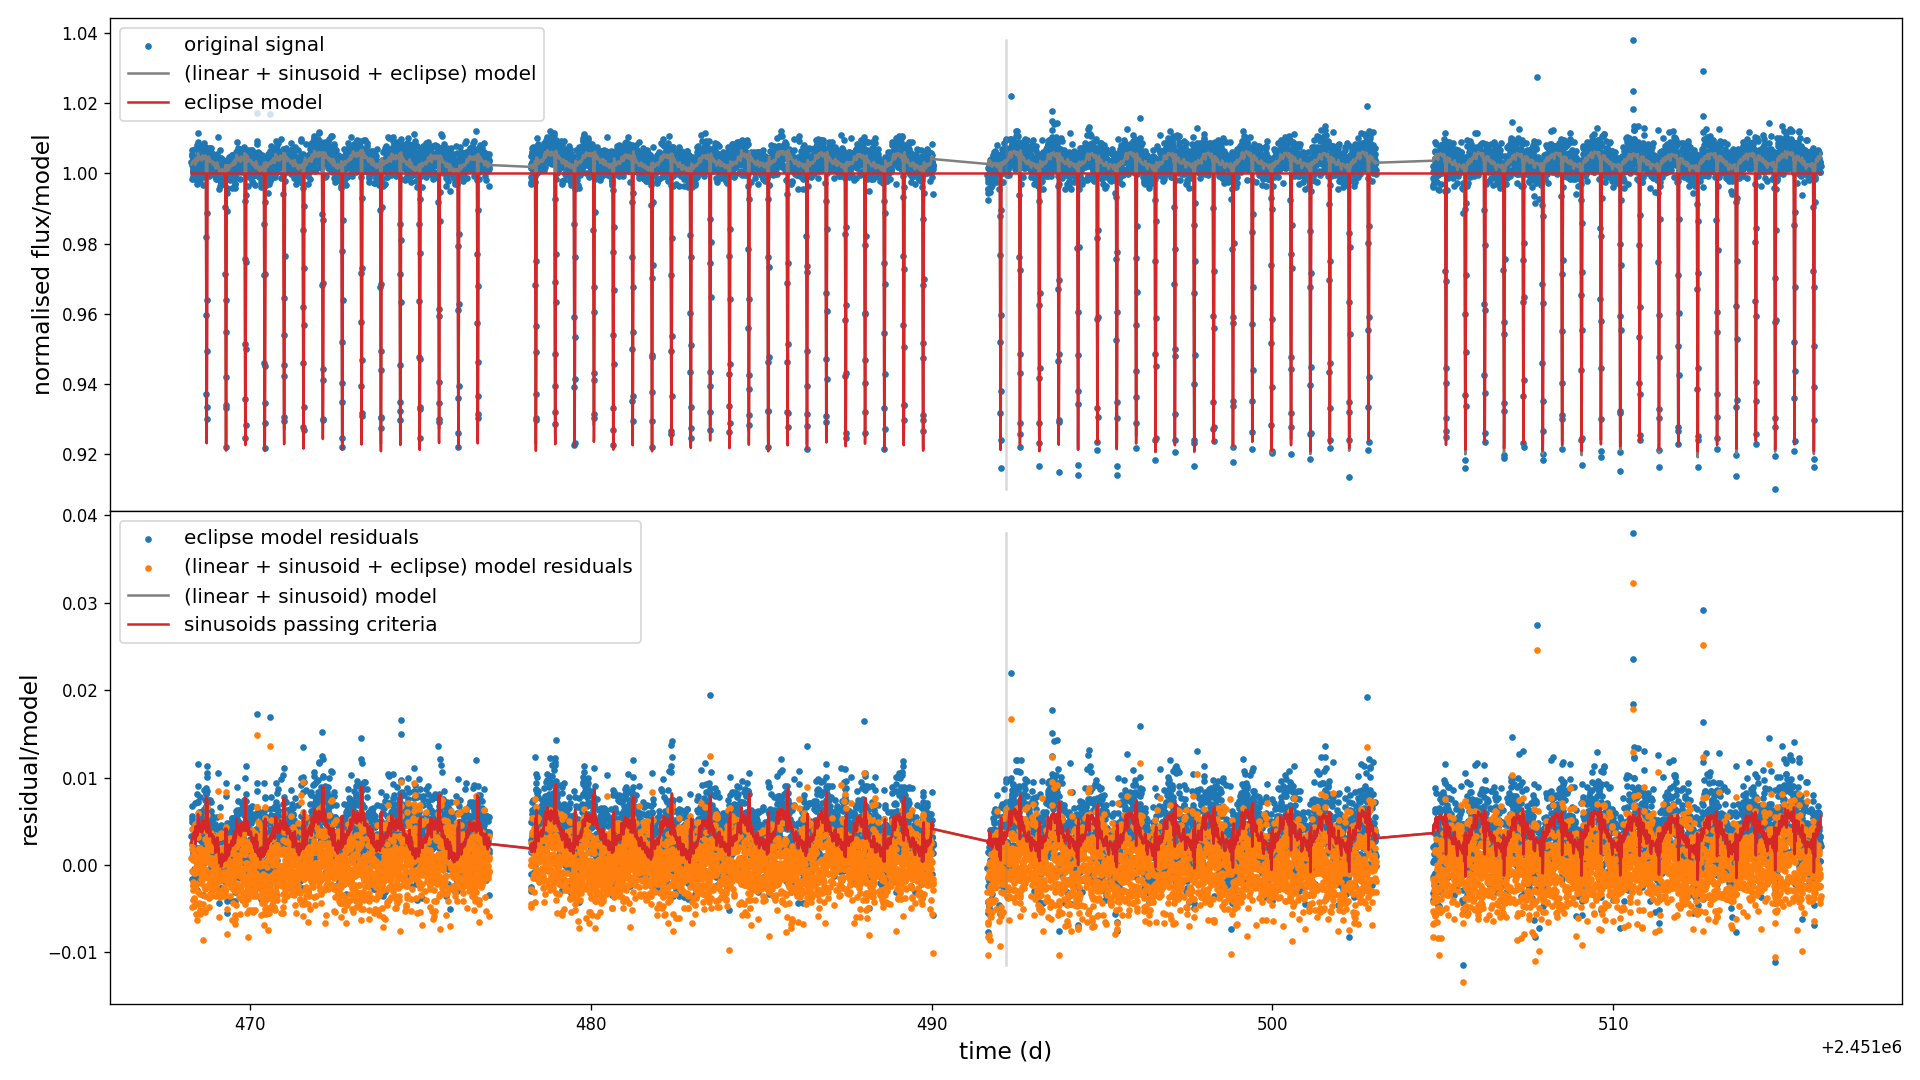 1.04
1.02
1.00
0.98
0.96
0.94
0.92
normalised flux/model
original signal
(linear + sinusoid + eclipse) model
eclipse model
0.04
0.03
0.02
0.01
0.00
−0.01
residual/model
eclipse model residuals
(linear + sinusoid + eclipse) model residuals
(linear + sinusoid) model
sinusoids passing criteria
470 480 490 500 510
time (d)
+2.451e6